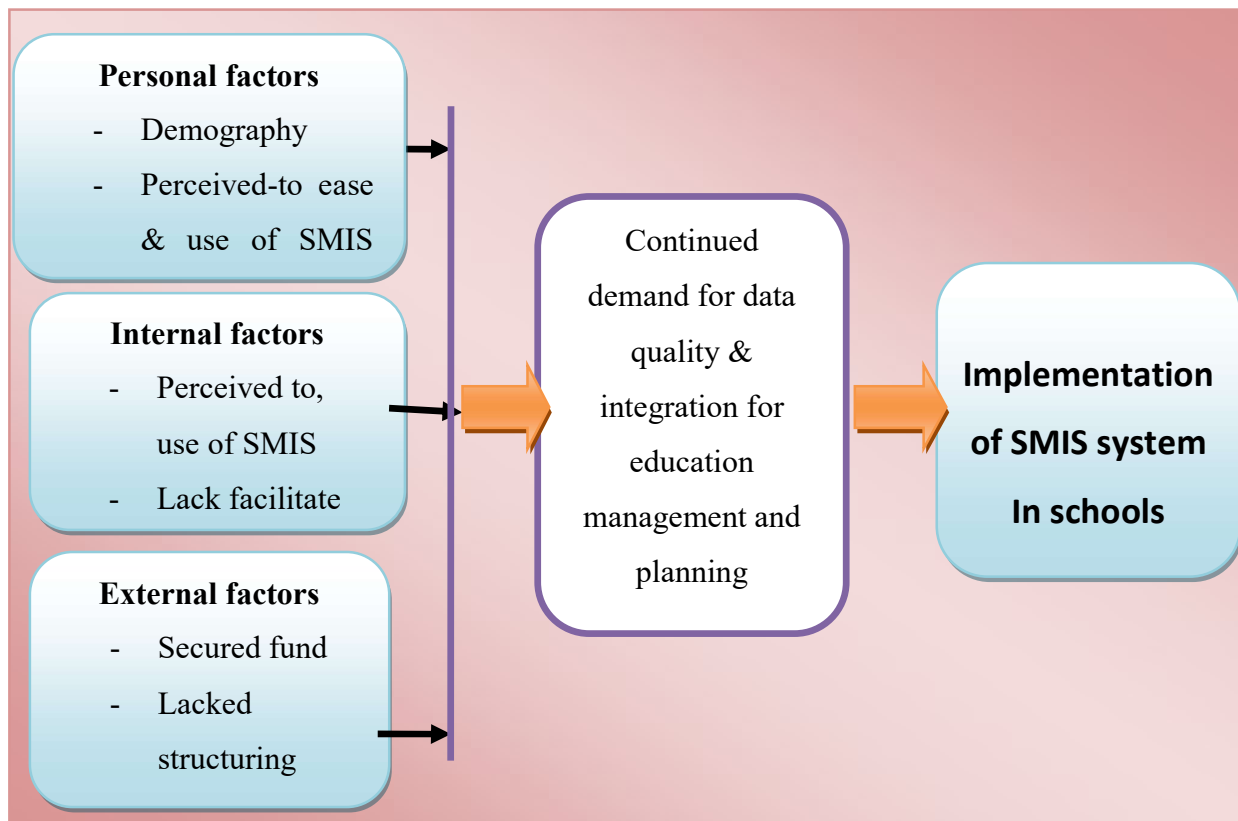 Personal factors
- Demography
- Perceived-to ease
& use of SMIS
Internal factors
- Perceived to,
use of SMIS
- Lack facilitate
External factors
- Secured fund
- Lacked
structuring
Continued
demand for data
quality &
integration for
education
management and
planning
Implementation
of SMIS system
In schools